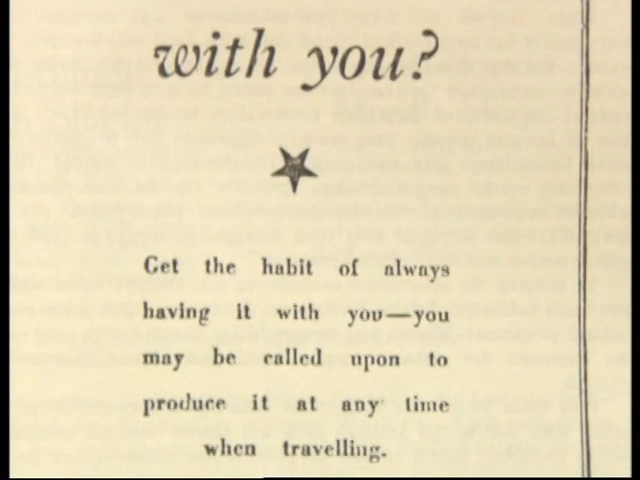 with you?
Get the habit of always
having it with you—you
may be called upon to
produce it at any time
when travelling.